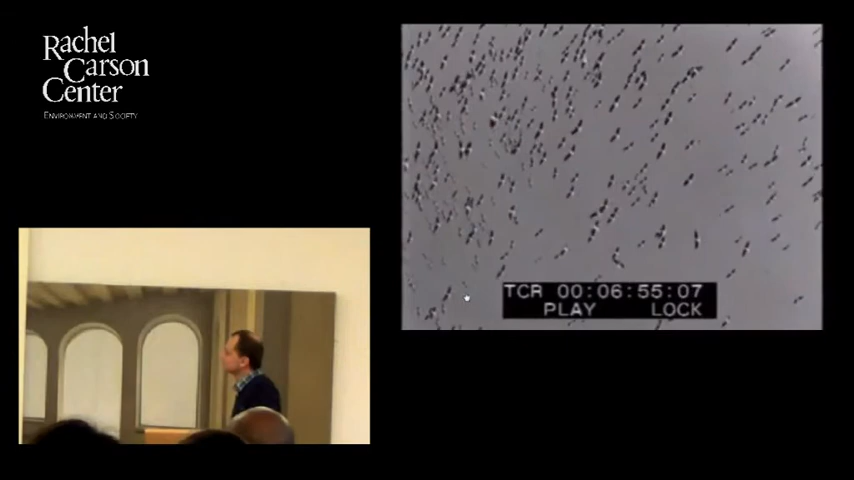 Rachel
Carson
Center
ENVIRONMENT AND SOCIETY
TCR 00:06:55:07
PLAY LOCK